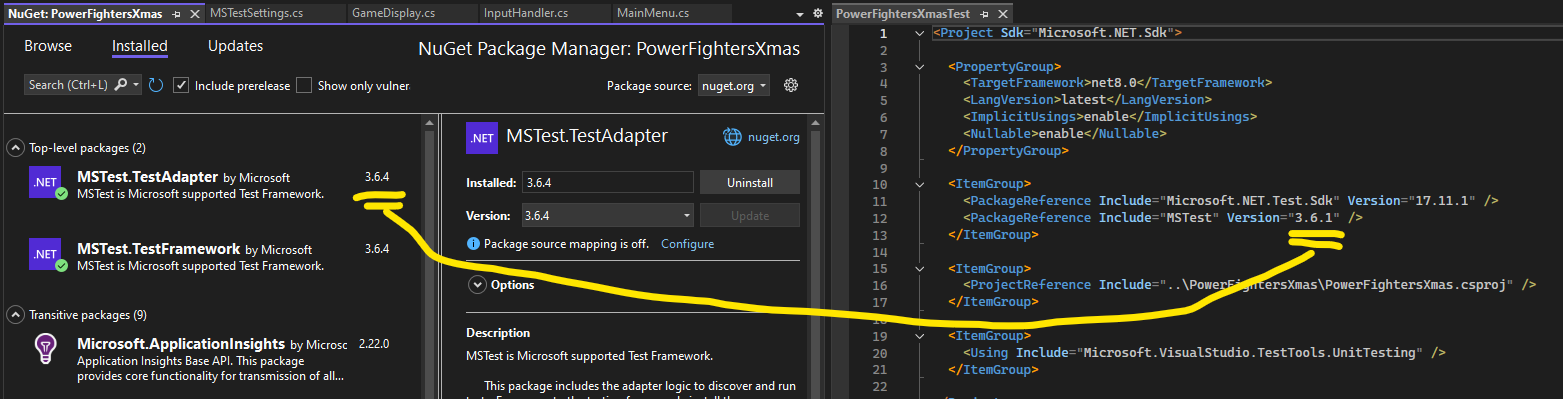 NuGet: PowerFightersXmas
MSTestSettings.cs
GameDisplay.cs
InputHandler.cs
MainMenu.cs
Browse
Installed
Updates
NuGet Package Manager: PowerFightersXmas
Search (Ctrl+L)
Include prerelease
Show only vulner
Package source:
nuget.org
Top-level packages (2)
.NET
MSTest.TestAdapter by Microsoft
3.6.4
MSTest is Microsoft supported Test Framework.
.NET
MSTest.TestFramework by Microsoft
3.6.4
MSTest is Microsoft supported Test Framework.
Transitive packages (9)
Microsoft.ApplicationInsights by Microsc
2.22.0
Application Insights Base API. This package
provides core functionality for transmission of all...
.NET
MSTest.TestAdapter
nuget.org
Installed:
3.6.4
Uninstall
Version:
3.6.4
Update
Package source mapping is off.
Configure
Options
Description
MSTest is Microsoft supported Test Framework.
This package includes the adapter logic to discover and run
PowerFightersXmasTest
1 <Project Sdk="Microsoft.NET.Sdk">
2
3 <PropertyGroup>
4 <TargetFramework>net8.0</TargetFramework>
5 <LangVersion>latest</LangVersion>
6 <ImplicitUsings>enable</ImplicitUsings>
7 <Nullable>enable</Nullable>
8 </PropertyGroup>
9
10 <ItemGroup>
11 <PackageReference Include="Microsoft.NET.Test.Sdk" Version="17.11.1" />
12 <PackageReference Include="MSTest" Version="3.6.1" />
13 </ItemGroup>
14
15 <ItemGroup>
16 <ProjectReference Include="..\PowerFightersXmas\PowerFightersXmas.csproj" />
17 </ItemGroup>
18
19 <ItemGroup>
20 <Using Include="Microsoft.VisualStudio.TestTools.UnitTesting" />
21 </ItemGroup>
22